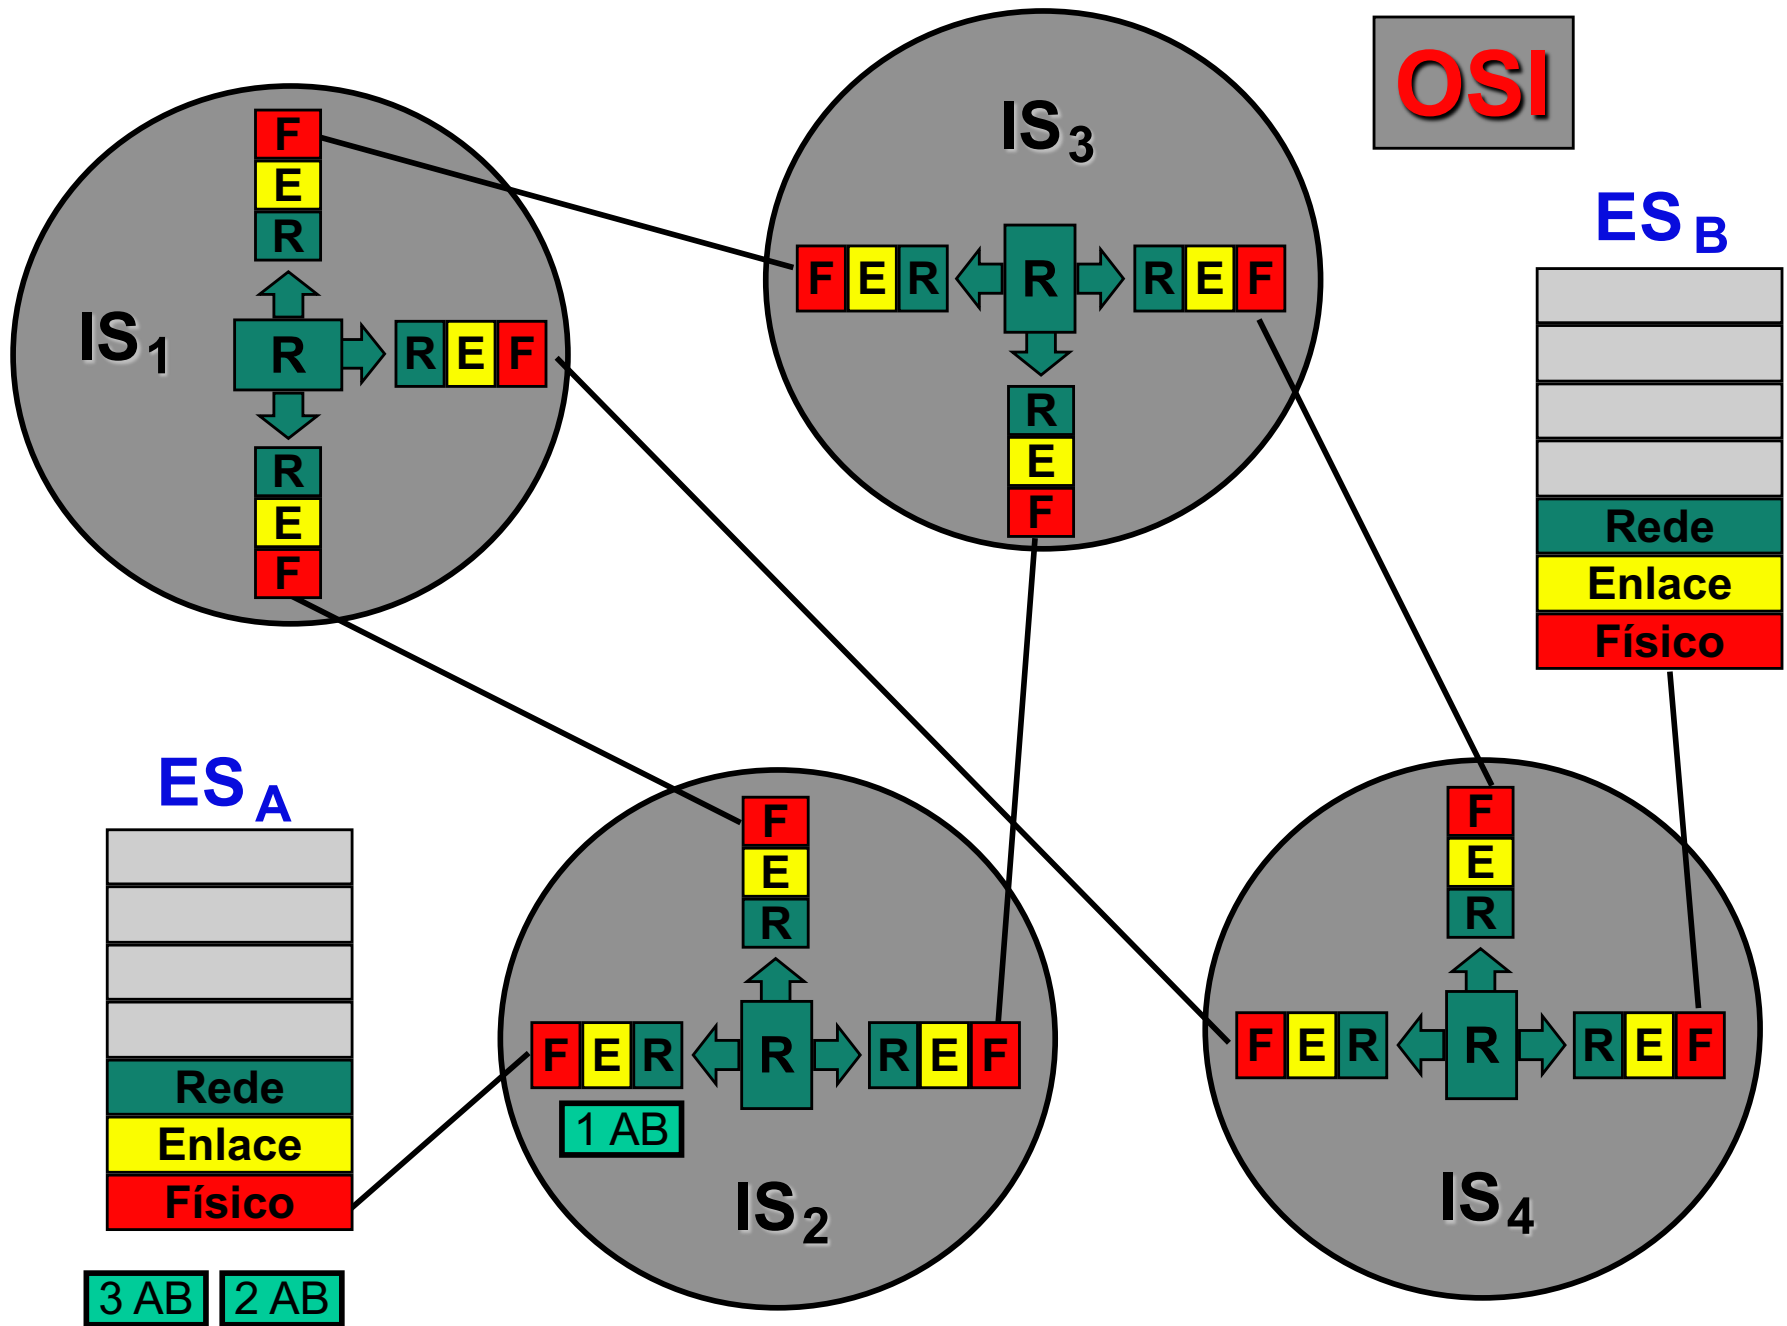 OSI
IS3
F
E
R
IS1
R
R E F
R
E
F
F E R
R
R E F
R
E
F
ES B
Rede
Enlace
Físico
ES A
Rede
Enlace
Físico
3 AB
2 AB
F
E
R
F E R
R
R E F
1 AB
IS2
F
E
R
F E R
R
R E F
IS4